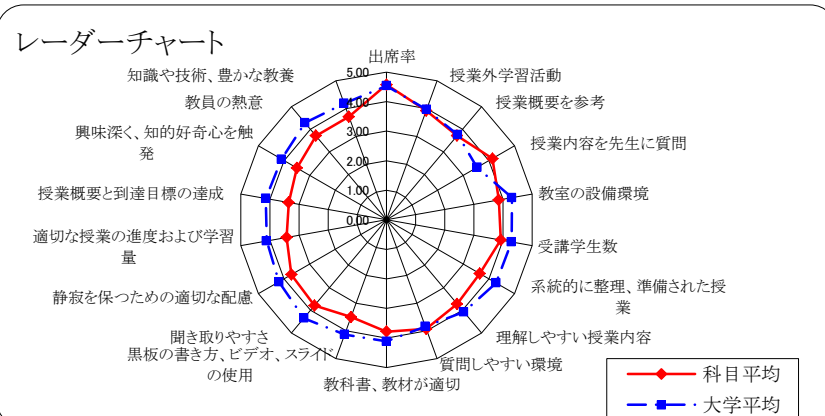 レーダーチャート
出席率
授業外学習活動
授業概要を参考
授業内容を先生に質問
教室の設備環境
受講学生数
系統的に整理、準備された授
業
理解しやすい授業内容
質問しやすい環境
教科書、教材が適切
黒板の書き方、ビデオ、スライド
の使用
聞き取りやすさ
静寂を保つための適切な配慮
適切な授業の進度および学習
量
授業概要と到達目標の達成
興味深く、知的好奇心を触
発
教員の熱意
知識や技術、豊かな教養
5.00
4.00
3.00
2.00
1.00
0.00
科目平均
大学平均